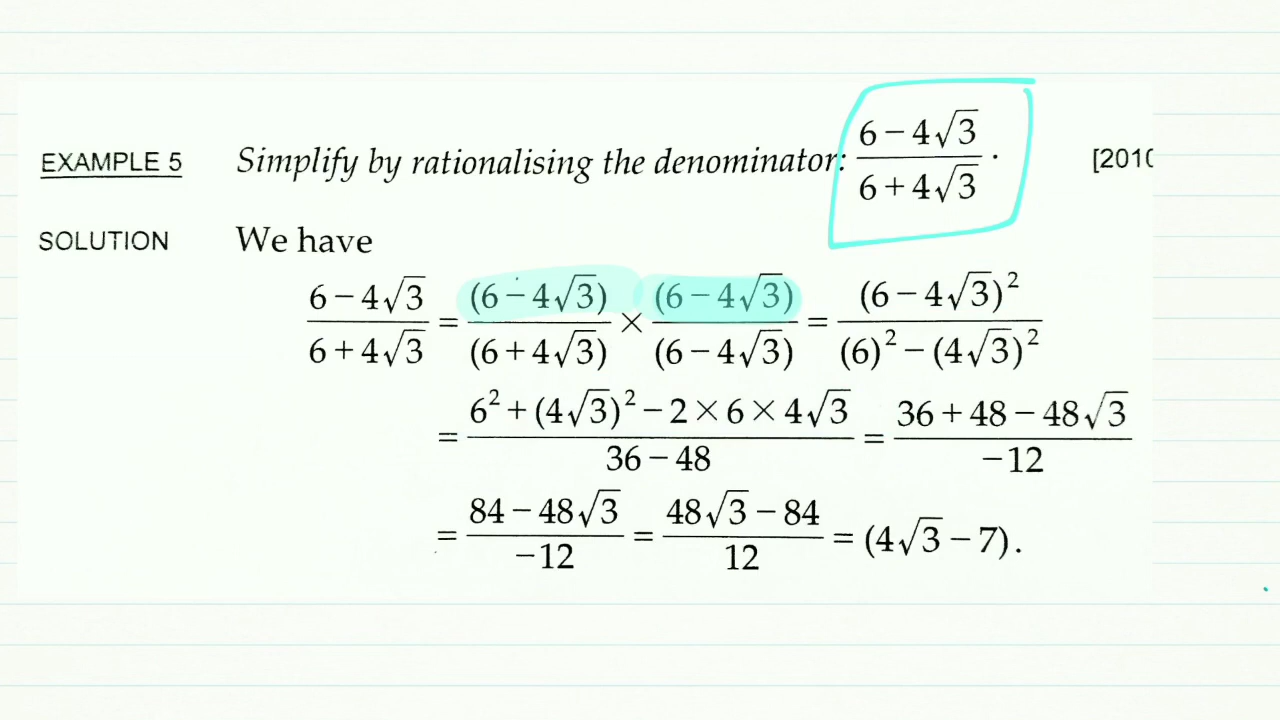 EXAMPLE 5 Simplify by rationalising the denominator: (6 − 4√3)/(6 + 4√3) . [2010
SOLUTION We have
(6 − 4√3)/(6 + 4√3) = (6 − 4√3)/(6 + 4√3) × (6 − 4√3)/(6 − 4√3) = (6 − 4√3)²/((6)² − (4√3)²)
= (6² + (4√3)² − 2 × 6 × 4√3)/(36 − 48) = (36 + 48 − 48√3)/(−12)
= (84 − 48√3)/(−12) = (48√3 − 84)/12 = (4√3 − 7).